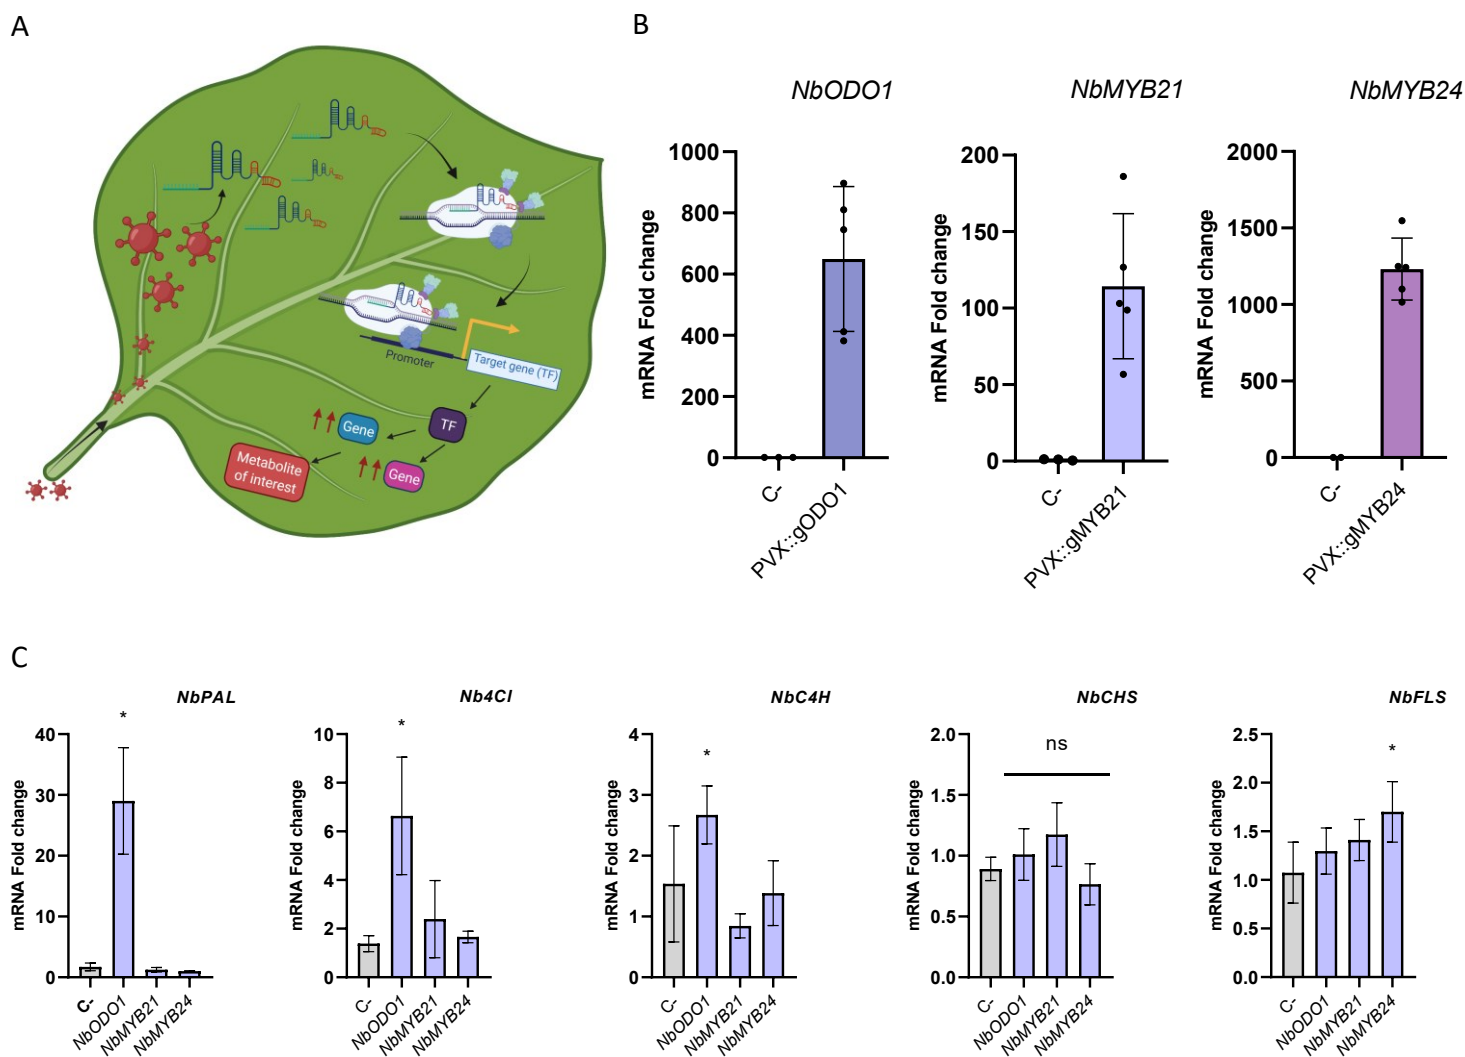 A
Promoter
Target gene (TF)
TF
Gene
Gene
Metabolite
of interest
B
NbODO1
mRNA Fold change
1000
800
600
400
200
0
C-
PVX::gODO1
NbMYB21
mRNA Fold change
200
150
100
50
0
C-
PVX::gMYB21
NbMYB24
mRNA Fold change
2000
1500
1000
500
0
C-
PVX::gMYB24
C
NbPAL
mRNA Fold change
40
30
20
10
0
*
C-
NbODO1
NbMYB21
NbMYB24
Nb4Cl
mRNA Fold change
10
8
6
4
2
0
*
C-
NbODO1
NbMYB21
NbMYB24
NbC4H
mRNA Fold change
4
3
2
1
0
*
C-
NbODO1
NbMYB21
NbMYB24
NbCHS
mRNA Fold change
2.0
1.5
1.0
0.5
0.0
ns
C-
NbODO1
NbMYB21
NbMYB24
NbFLS
mRNA Fold change
2.5
2.0
1.5
1.0
0.5
0.0
*
C-
NbODO1
NbMYB21
NbMYB24